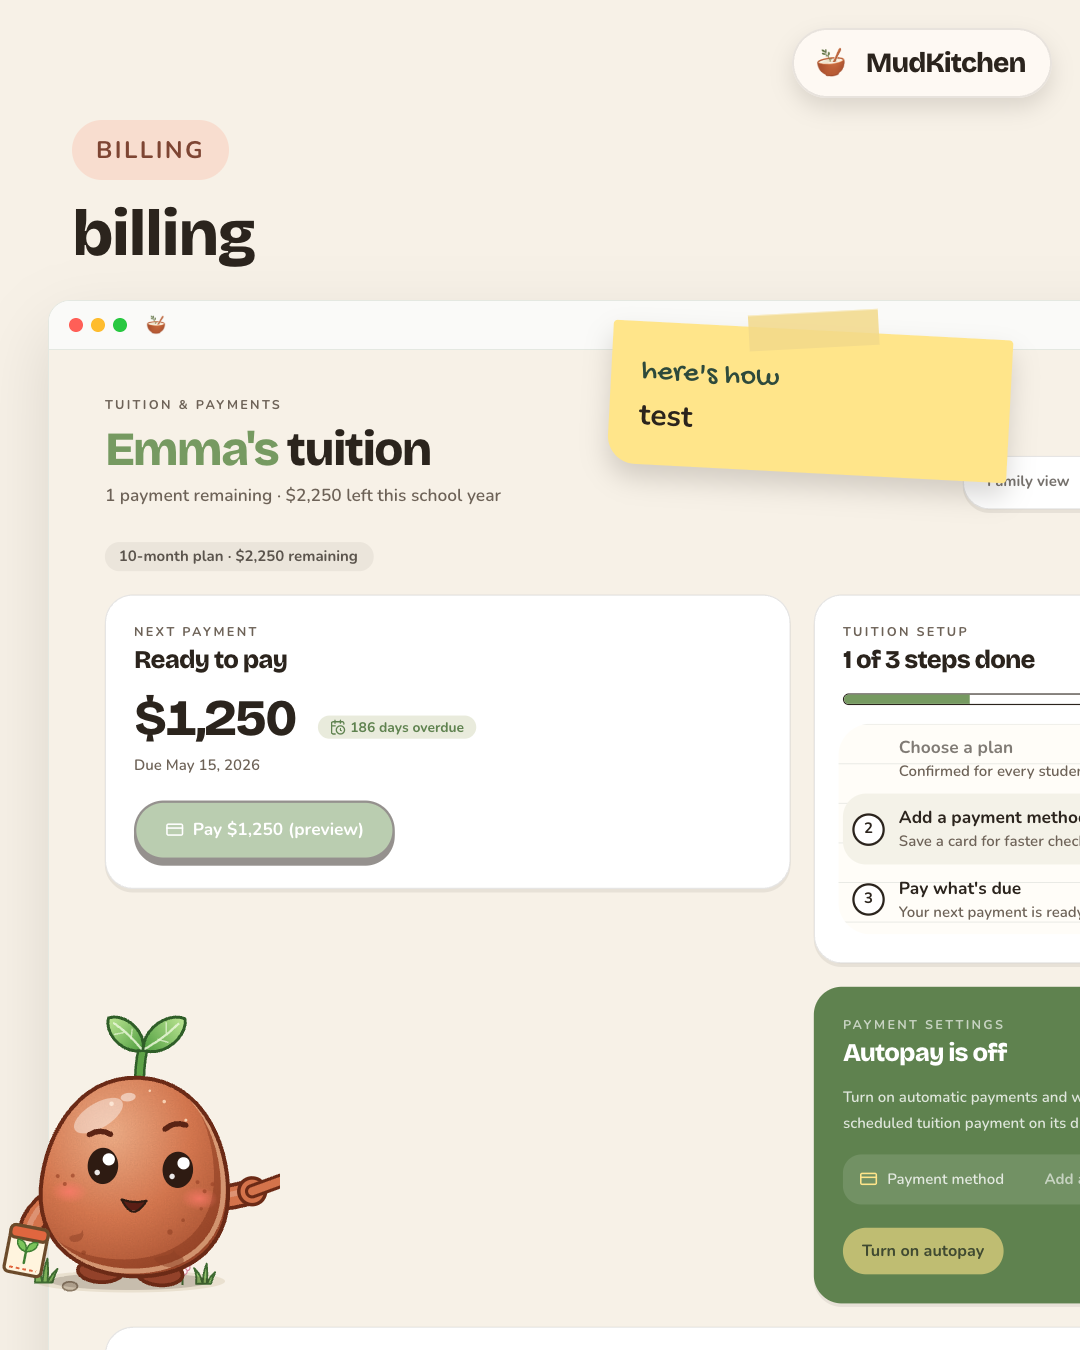 MudKitchen
BILLING
billing
here's how
test
TUITION & PAYMENTS
Emma's tuition
1 payment remaining · $2,250 left this school year
Family view
10-month plan · $2,250 remaining
NEXT PAYMENT
Ready to pay
$1,250
186 days overdue
Due May 15, 2026
Pay $1,250 (preview)
TUITION SETUP
1 of 3 steps done
Choose a plan
Confirmed for every
2
Add a payment
Save a card for faster
3
Pay what's due
Your next payment is ready
PAYMENT SETTINGS
Autopay is off
Turn on automatic payments and
scheduled tuition payment on its
Payment method
Add
Turn on autopay